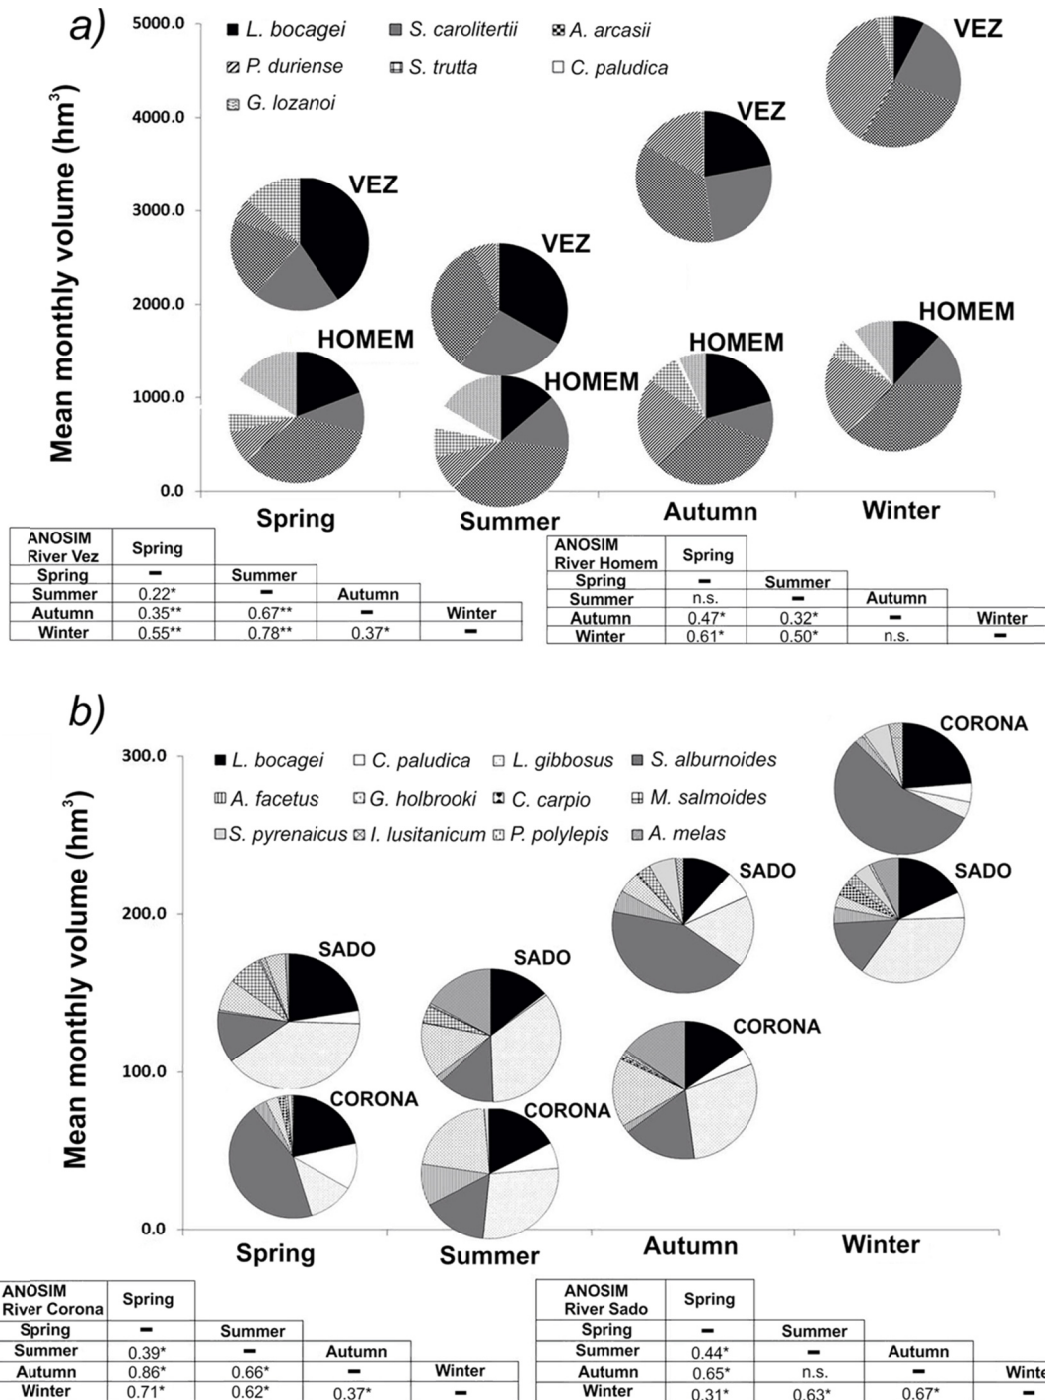 a)
5000.0
4000.0
3000.0
2000.0
1000.0
0.0
Mean monthly volume (hm³)
L. bocagei S. carolitertii A. arcasii
P. duriense S. trutta C. paludica
G. lozanoi
VEZ
VEZ
VEZ
VEZ
HOMEM
HOMEM
HOMEM
HOMEM
Spring Summer Autumn Winter
ANOSIM
River Vez Spring
Spring – Summer
Summer 0.22* – Autumn
Autumn 0.35** 0.67** – Winter
Winter 0.55** 0.78** 0.37* –
ANOSIM
River Homem Spring
Spring – Summer
Summer n.s. – Autumn
Autumn 0.47* 0.32* – Winter
Winter 0.61* 0.50* n.s. –
b)
300.0
200.0
100.0
0.0
Mean monthly volume (hm³)
L. bocagei C. paludica L. gibbosus S. alburnoides
A. facetus G. holbrooki C. carpio M. salmoides
S. pyrenaicus I. lusitanicum P. polylepis A. melas
CORONA
SADO
SADO
SADO
SADO
CORONA
CORONA
CORONA
Spring Summer Autumn Winter
ANOSIM
River Corona Spring
Spring – Summer
Summer 0.39* – Autumn
Autumn 0.86* 0.66* – Winter
Winter 0.71* 0.62* 0.37* –
ANOSIM
River Sado Spring
Spring – Summer
Summer 0.44* – Autumn
Autumn 0.65* n.s. – Winte
Winter 0.31* 0.63* 0.67* –